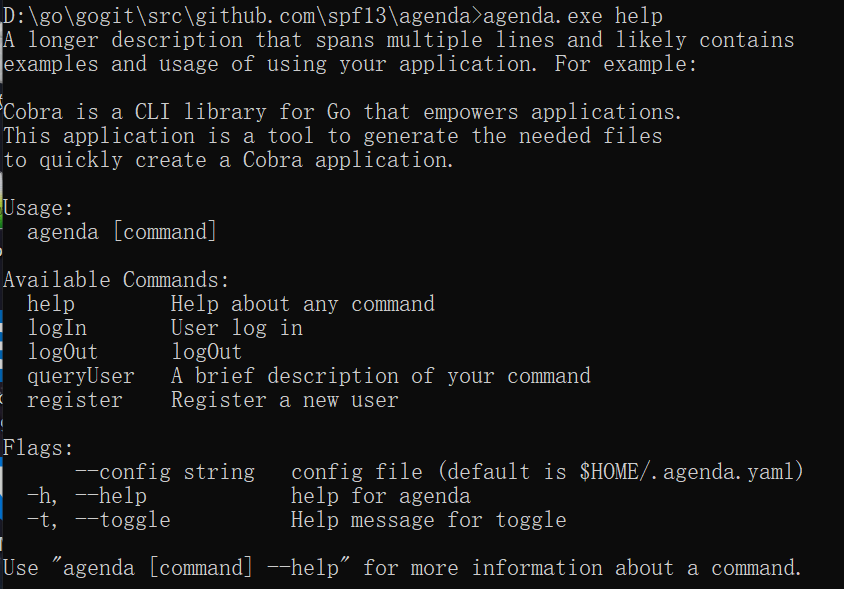 D:\go\gogit\src\github.com\spf13\agenda>agenda.exe help
A longer description that spans multiple lines and likely contains
examples and usage of using your application. For example:

Cobra is a CLI library for Go that empowers applications.
This application is a tool to generate the needed files
to quickly create a Cobra application.

Usage:
  agenda [command]

Available Commands:
  help        Help about any command
  logIn       User log in
  logOut      logOut
  queryUser   A brief description of your command
  register    Register a new user

Flags:
      --config string   config file (default is $HOME/.agenda.yaml)
  -h, --help            help for agenda
  -t, --toggle          Help message for toggle

Use "agenda [command] --help" for more information about a command.